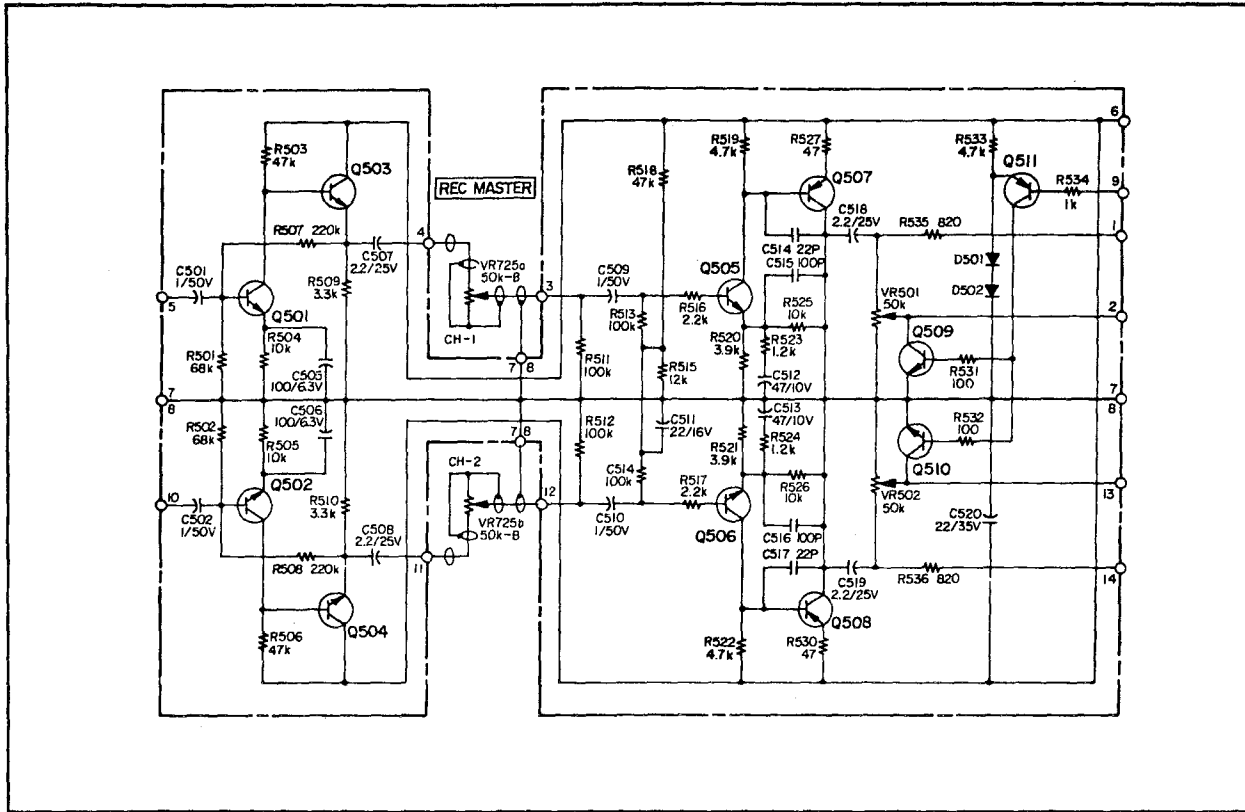 R503
47k
Q503
REC MASTER
R507 220k
C507
2.2/25V
4
C501
1/50V
5
Q501
R509
3.3k
VR725a
50k-B
CH-1
3
R504
10k
R501
68k
C505
100/6.3V
7
8
7
8
C506
100/6.3V
R502
68k
R505
10k
Q502
10
C502
1/50V
R510
3.3k
C508
2.2/25V
R508 220k
11
R506
47k
Q504
7
8
CH-2
VR725b
50k-B
12
R518
47k
R519
4.7k
R527
47
Q507
C518
2.2/25V
C514 22P
C515 100P
C509
1/50V
R513
100k
R516
2.2k
Q505
R525
10k
R511
100k
R515
12k
R520
3.9k
R523
1.2k
C512
47/10V
R512
100k
C511
22/16V
C513
47/10V
R521
3.9k
R524
1.2k
C514
100k
R517
2.2k
R526
10k
C510
1/50V
Q506
C516 100P
C517 22P
C519
2.2/25V
Q508
R522
4.7k
R530
47
R533
4.7k
Q511
R534
1k
6
9
R535 820
1
D501
D502
VR501
50k
2
Q509
R531
100
7
8
R532
100
Q510
VR502
50k
13
C520
22/35V
R536 820
14